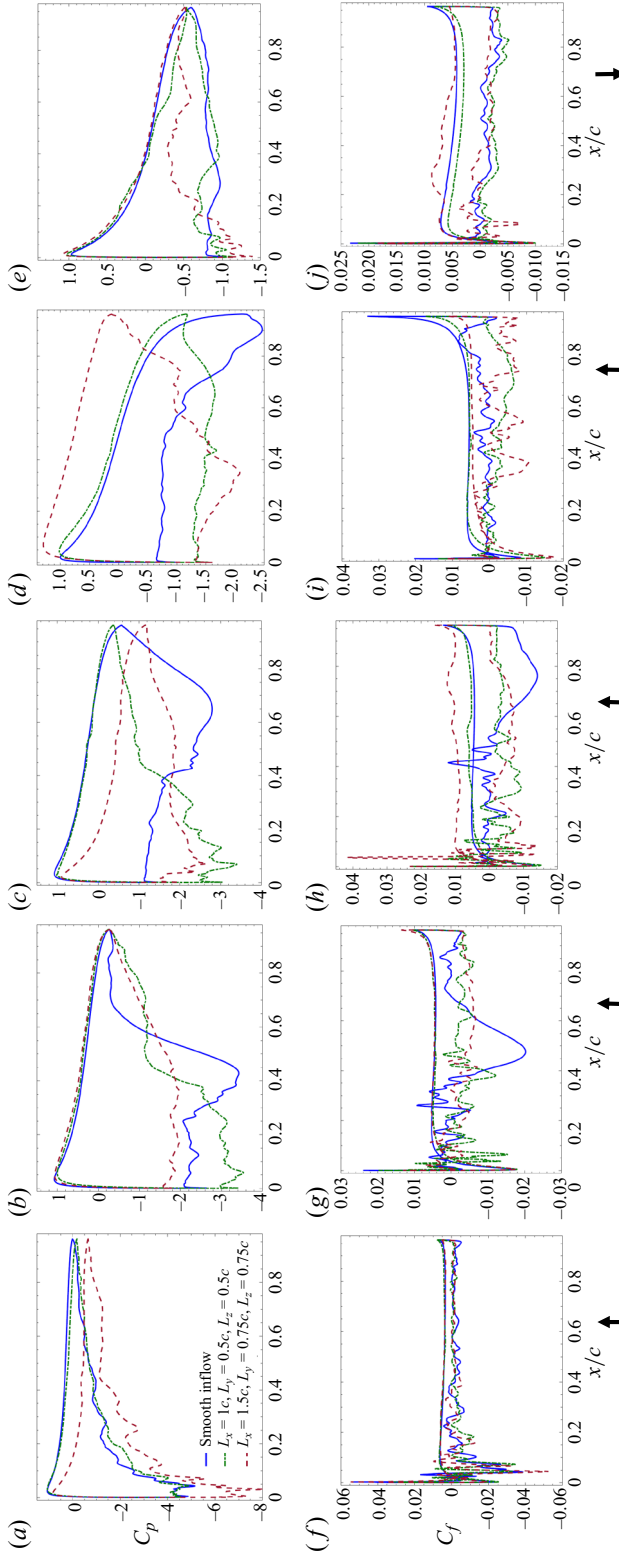 (a)
0
−2
−4
−6
−8
C_p
Smooth inflow
L_x = 1c, L_y = 0.5c, L_z = 0.5c
L_x = 1.5c, L_y = 0.75c, L_z = 0.75c
0 0.2 0.4 0.6 0.8
(b)
1
0
−1
−2
−3
−4
0 0.2 0.4 0.6 0.8
(c)
1
0
−1
−2
−3
−4
0 0.2 0.4 0.6 0.8
(d)
1.0
0.5
0
−0.5
−1.0
−1.5
−2.0
−2.5
0 0.2 0.4 0.6 0.8
(e)
1.0
0.5
0
−0.5
−1.0
−1.5
0 0.2 0.4 0.6 0.8
(f)
0.06
0.04
0.02
0
−0.02
−0.04
−0.06
C_f
0 0.2 0.4 0.6 0.8
x/c
(g)
0.03
0.02
0.01
0
−0.01
−0.02
−0.03
0 0.2 0.4 0.6 0.8
x/c
(h)
0.04
0.03
0.02
0.01
0
−0.01
−0.02
0.2 0.4 0.6 0.8
x/c
(i)
0.04
0.03
0.02
0.01
0
−0.01
−0.02
0 0.2 0.4 0.6 0.8
x/c
(j)
0.025
0.020
0.015
0.010
0.005
0
−0.005
−0.010
−0.015
0 0.2 0.4 0.6 0.8
x/c